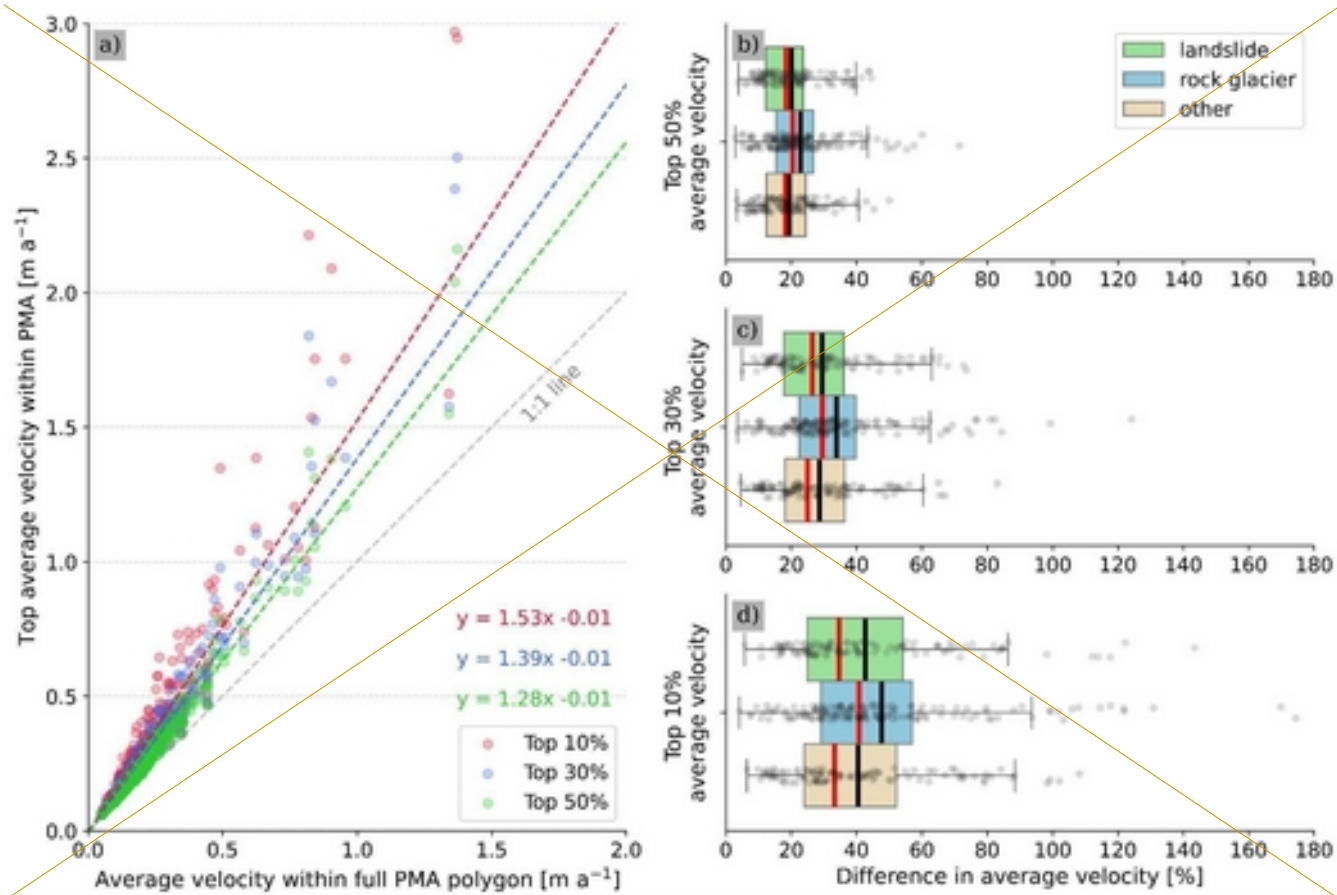 a)
3.0
2.5
2.0
1.5
1.0
0.5
0.0
Top average velocity within PMA [m a⁻¹]
1:1 line
y = 1.53x -0.01
y = 1.39x -0.01
y = 1.28x -0.01
Top 10%
Top 30%
Top 50%
0.0 0.5 1.0 1.5 2.0
Average velocity within full PMA polygon [m a⁻¹]
b)
Top 50%
average velocity
landslide
rock glacier
other
0 20 40 60 80 100 120 140 160 180
c)
Top 30%
average velocity
0 20 40 60 80 100 120 140 160 180
d)
Top 10%
average velocity
0 20 40 60 80 100 120 140 160 180
Difference in average velocity [%]